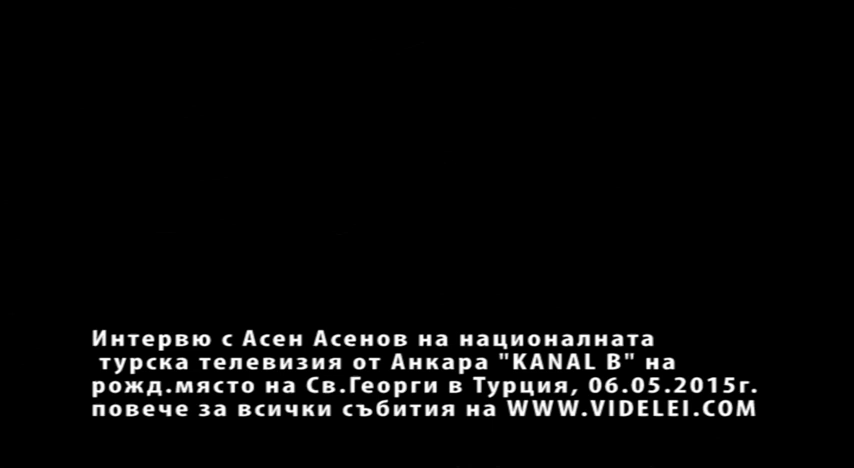 Интервю с Асен Асенов на националната
турска телевизия от Анкара "KANAL B" на
рожд.място на Св.Георги в Турция, 06.05.2015г.
повече за всички събития на WWW.VIDELEI.COM